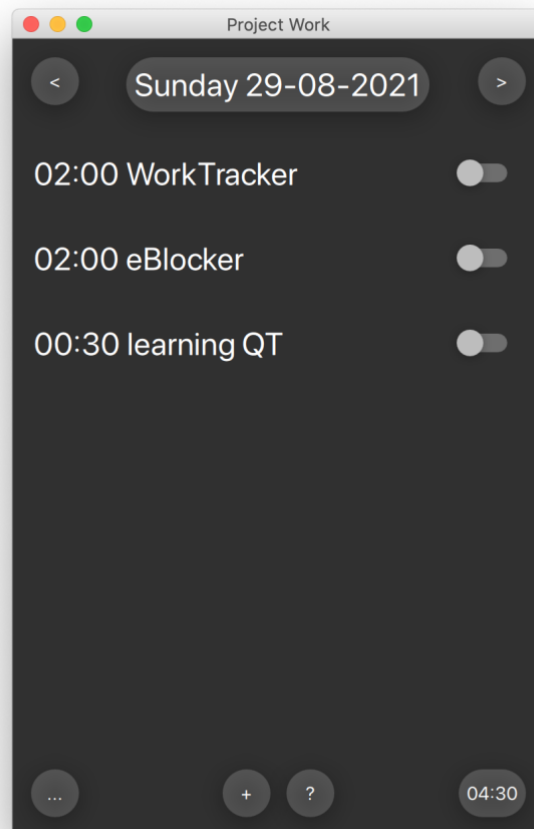 Project Work
< Sunday 29-08-2021 >
02:00 WorkTracker
02:00 eBlocker
00:30 learning QT
... + ? 04:30